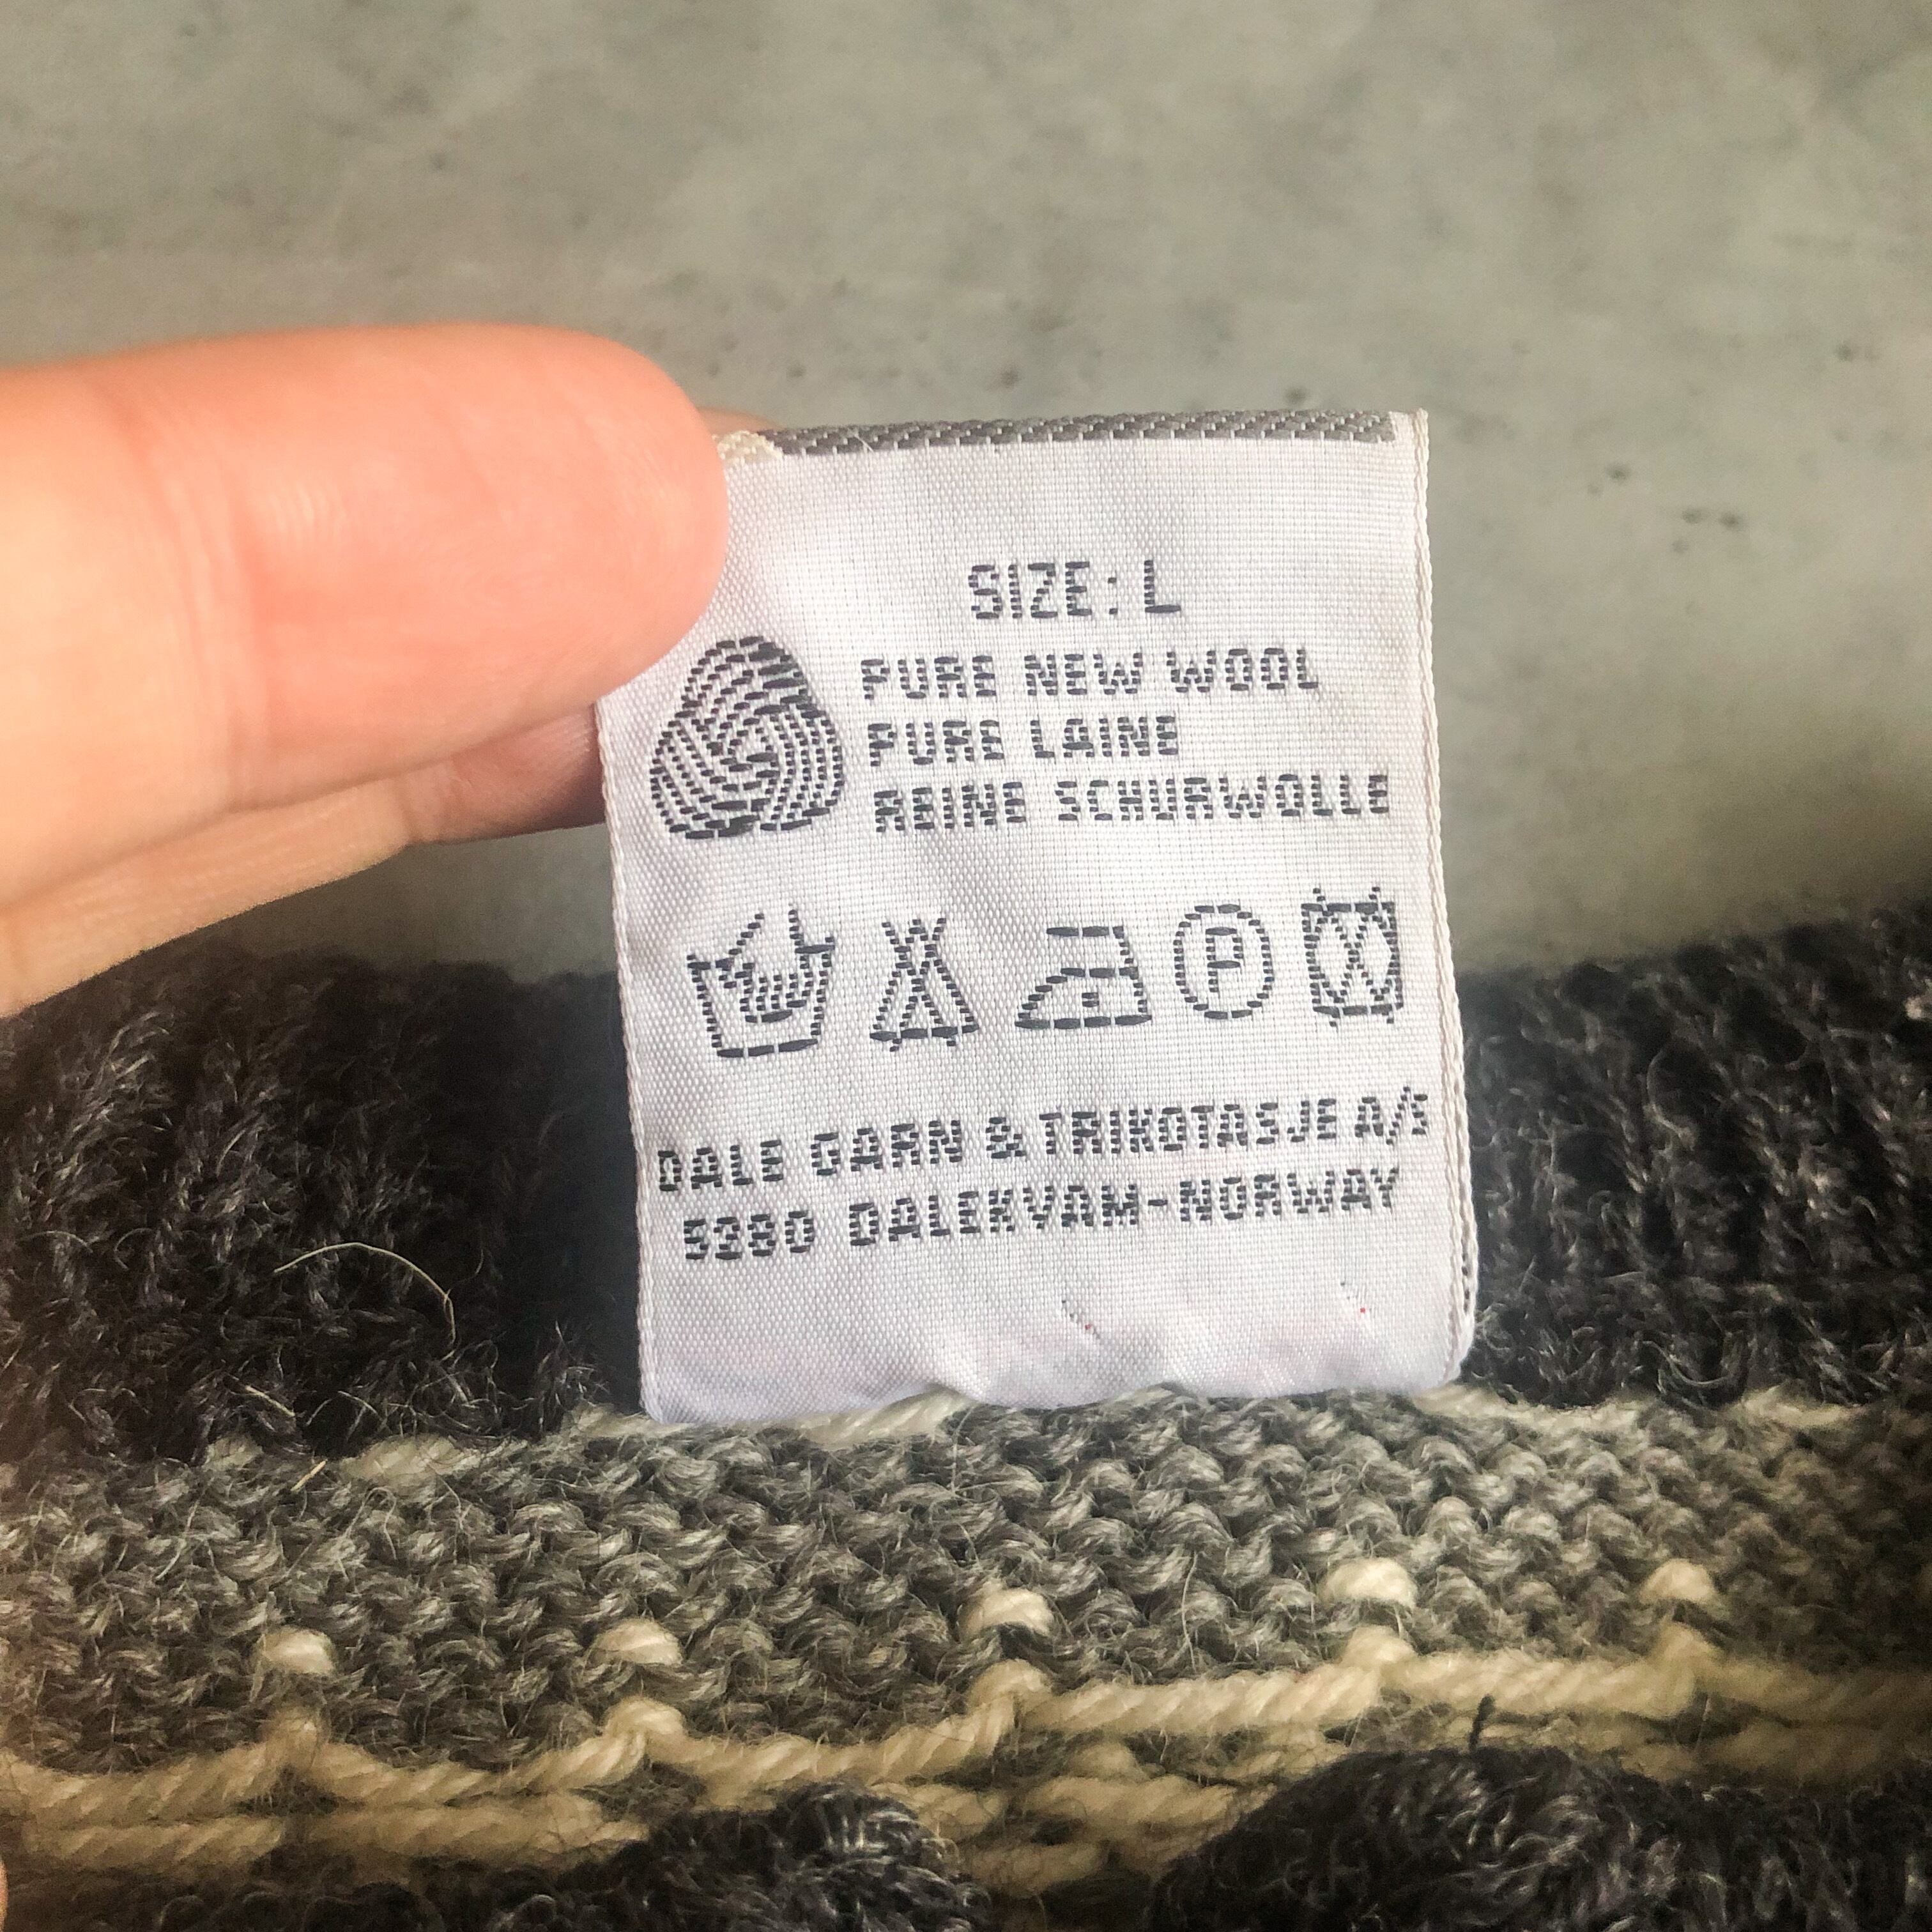 SIZE: L
PURE NEW WOOL
PURE LAINE
REINE SCHURWOLLE
P
DALE GARN & TRIKOTASJE A/S
5280 DALEKVAM-NORWAY